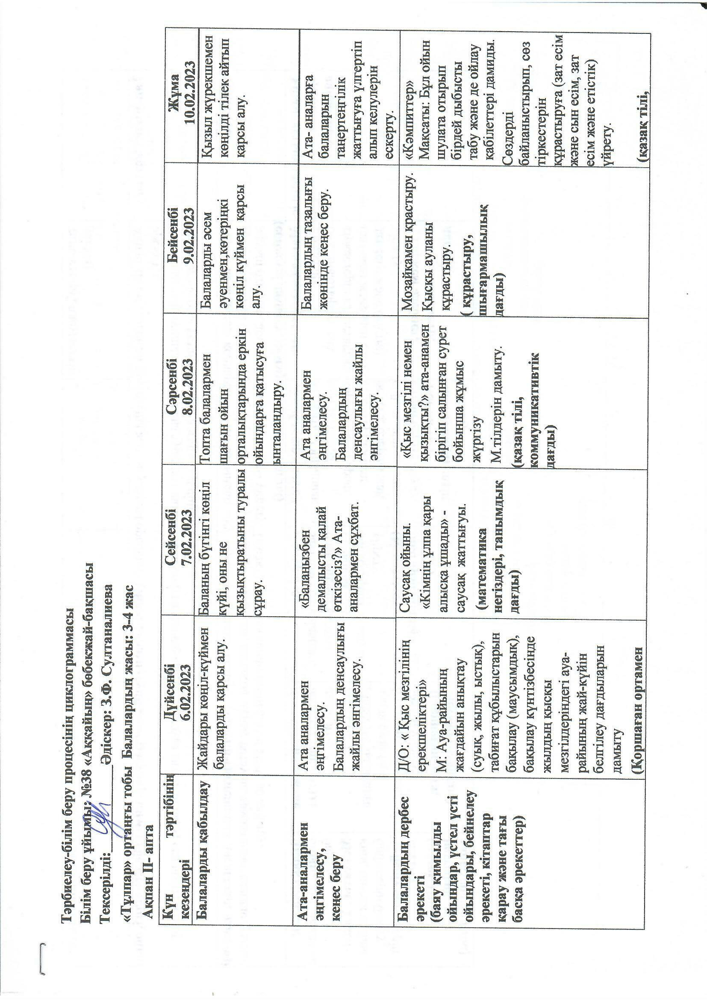 Тәрбиелеу-білім беру процесінің циклограммасы
Білім беру ұйымы: №38 «Аққайың» бөбекжай-бақшасы
Тексерілді: ____________ Әдіскер: З.Ф. Султаналиева
«Тұлпар» ортаңғы тобы Балалардың жасы: 3-4 жас
Ақпан II- апта
Күн тәртібінің
кезендері
Дүйсенбі
6.02.2023
Сейсенбі
7.02.2023
Сәрсенбі
8.02.2023
Бейсенбі
9.02.2023
Жұма
10.02.2023
Балаларды қабылдау
Жайдары көңіл-күймен
балаларды қарсы алу.
Баланың бүгінгі көңіл
күйі, оны не
қызықтыратыны туралы
сұрау.
Топта балалармен
шағын ойын
орталықтарында еркін
ойындарға қатысуға
ынталандыру.
Балаларды әсем
әуенмен,көтеріңкі
көңіл күймен қарсы
алу.
Қызыл жүрекшемен
көңілді тілек айтып
қарсы алу.
Ата-аналармен
әңгімелесу,
кеңес беру
Ата аналармен
әңгімелесу.
Балалардың денсаулығы
жайлы әнгімелесу.
«Балаңызбен
демалысты қалай
өткізесіз?» Ата-
аналармен сұхбат.
Ата аналармен
әңгімелесу.
Балалардың
денсаулығы жайлы
әнгімелесу.
Балалардың тазалығы
жөнінде кеңес беру.
Ата- аналарға
балаларын
таңертеңгілік
жаттығуға үлгертіп
алып келулерін
ескерту.
Балалардың дербес
әрекеті
(баяу қимылды
ойындар, үстел үсті
ойындары, бейнелеу
әрекеті, кітаптар
қарау және тағы
басқа әрекеттер)
Д/О: « Қыс мезгілінің
ерекшеліктері»
М: Ауа-райының
жағдайын анықтау
(суық, жылы, ыстық),
табиғат құбылыстарын
бақылау (маусымдық),
бақылау күнтізбесінде
жылдың қысқы
мезгілдеріндегі ауа-
райының жай-күйін
белгілеу дағдыларын
дамыту
(Қоршаған ортамен
Саусақ ойыны.
«Кімнің ұлпа қары
алысқа ұшады» -
саусақ жаттығуы.
(математика
негіздері, танымдық
дағды)
«Қыс мезгілі немен
қызықты?» ата-анамен
бірігіп салынған сурет
бойынша жұмыс
жүргізу
М.тілдерін дамыту.
(қазақ тілі,
коммуникативтік
дағды)
Мозайкамен қрастыру.
Қысқы ауланы
құрастыру.
( құрастыру,
шығармашылық
дағды)
«Кәмпиттер»
Мақсаты: Бұл ойын
шулата отырып
бірдей дыбысты
табу және де ойлау
қабілеттері дамиды.
Сөздерді
байланыстырып, сөз
тіркестерін
құрастыруға (зат есім
және сын есім, зат
есім және етістік)
үйрету.
(қазақ тілі,